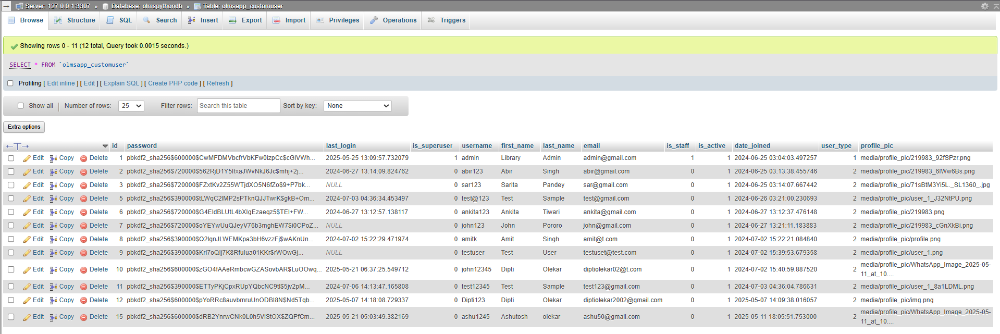 Server: 127.0.0.1:3307 » Database: olmspythondb » Table: olmsapp_customuser
Browse Structure SQL Search Insert Export Import Privileges Operations Triggers
Showing rows 0 - 11 (12 total, Query took 0.0015 seconds.)
SELECT * FROM `olmsapp_customuser`
Profiling [ Edit inline ] [ Edit ] [ Explain SQL ] [ Create PHP code ] [ Refresh ]
Show all Number of rows: 25 Filter rows: Search this table Sort by key: None
Extra options
id password last_login is_superuser username first_name last_name email is_staff is_active date_joined user_type profile_pic
Edit Copy Delete 1 pbkdf2_sha256$600000$CwMFDMVbcfrVbKFw0izpCc$cGlVWh... 2025-05-25 13:09:57.732079 1 admin Library Admin admin@gmail.com 1 1 2024-06-25 03:04:03.497257 1 media/profile_pic/219983_92fSPzr.png
Edit Copy Delete 2 pbkdf2_sha256$720000$562RjD1Y5IfxaJWvNkJ6Jc$mhj+2j... 2024-06-27 13:14:09.824762 0 abir123 Abir Singh abir@gmail.com 0 1 2024-06-25 03:13:38.455746 2 media/profile_pic/219983_6IWw6Bs.png
Edit Copy Delete 3 pbkdf2_sha256$720000$FZxtKv2Z55WTjdXO5N6fZo$9+P7bk... NULL 0 sar123 Sarita Pandey sar@gmail.com 0 1 2024-06-25 03:14:07.667442 2 media/profile_pic/71sBtM3Yi5L._SL1360_.jpg
Edit Copy Delete 5 pbkdf2_sha256$390000$tLWqC2IMP2sPTknQJJTwrK$gkB+Om... 2024-07-03 04:36:34.453497 0 test@123 Test Sample test@gmail.com 0 1 2024-06-26 03:21:00.230693 2 media/profile_pic/user_1_J32NtPU.png
Edit Copy Delete 6 pbkdf2_sha256$720000$G4EIdBLUtL4bXIgEzaeqz5$TEI+FW... 2024-06-27 13:12:57.138117 0 ankita123 Ankita Tiwari ankita@gmail.com 0 1 2024-06-27 13:12:37.476148 2 media/profile_pic/219983.png
Edit Copy Delete 7 pbkdf2_sha256$720000$oYEYwUuQJeyV76b3mghEW7$i0CPoZ... NULL 0 john123 John Pororo john@gmail.com 0 1 2024-06-27 13:21:11.183883 2 media/profile_pic/219983_cGnXkBi.png
Edit Copy Delete 8 pbkdf2_sha256$390000$Q2IgnJLWEMKpa3bH6vzzFj$wAKnUn... 2024-07-02 15:22:29.471974 0 amitk Amit Singh amit@t.com 0 1 2024-07-02 15:22:21.084840 2 media/profile_pic/profile.png
Edit Copy Delete 9 pbkdf2_sha256$390000$KrI7oQIj7K8Rfulua01KKr$rWOwGj... NULL 0 testuser Test User testuset@test.com 0 1 2024-07-02 15:39:53.679358 2 media/profile_pic/user_1.png
Edit Copy Delete 10 pbkdf2_sha256$600000$zGO4fAAeRmbcwGZASovbAR$LuOOwq... 2025-05-21 06:37:25.549712 0 john12345 Dipti Olekar diptiolekar02@t.com 0 1 2024-07-02 15:40:59.887520 2 media/profile_pic/WhatsApp_Image_2025-05-
11_at_10....
Edit Copy Delete 11 pbkdf2_sha256$390000$ETTyPKjCpxRUpYQbcNC9tI$5jv2pM... 2024-07-06 14:13:47.165808 0 test12345 Test Sample test123@gmail.com 0 1 2024-07-03 04:36:04.786631 2 media/profile_pic/user_1_8a1LDML.png
Edit Copy Delete 12 pbkdf2_sha256$600000$pYoRRc8auvbmruUnODBI8N$Nd5Tqb... 2025-05-07 14:18:08.729337 0 Dipti123 Dipti Olekar diptiolekar2002@gmail.com 0 1 2025-05-07 14:09:38.016057 2 media/profile_pic/img.png
Edit Copy Delete 15 pbkdf2_sha256$600000$dRB2YnrwCNk0L0h5ViStOX$ZQPfCm... 2025-05-21 05:03:49.382169 0 ashu1245 Ashutosh olekar ashu50@gmail.com 0 1 2025-05-11 18:05:51.753000 2 media/profile_pic/WhatsApp_Image_2025-05-
11_at_10....